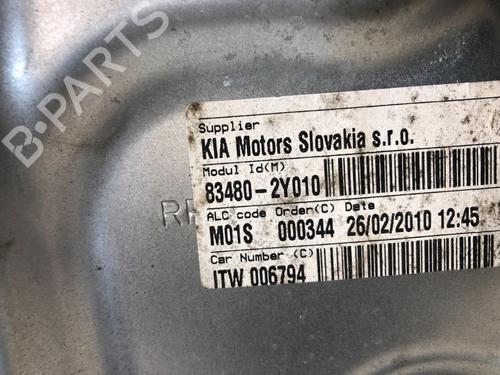 B-PARTS
Supplier
KIA Motors Slovakia s.r.o.
Modul Id(M)
83480-2Y010
ALC code Order(C) Date
M01S 000344 26/02/2010 12:45
Car Number (C)
ITW 006794